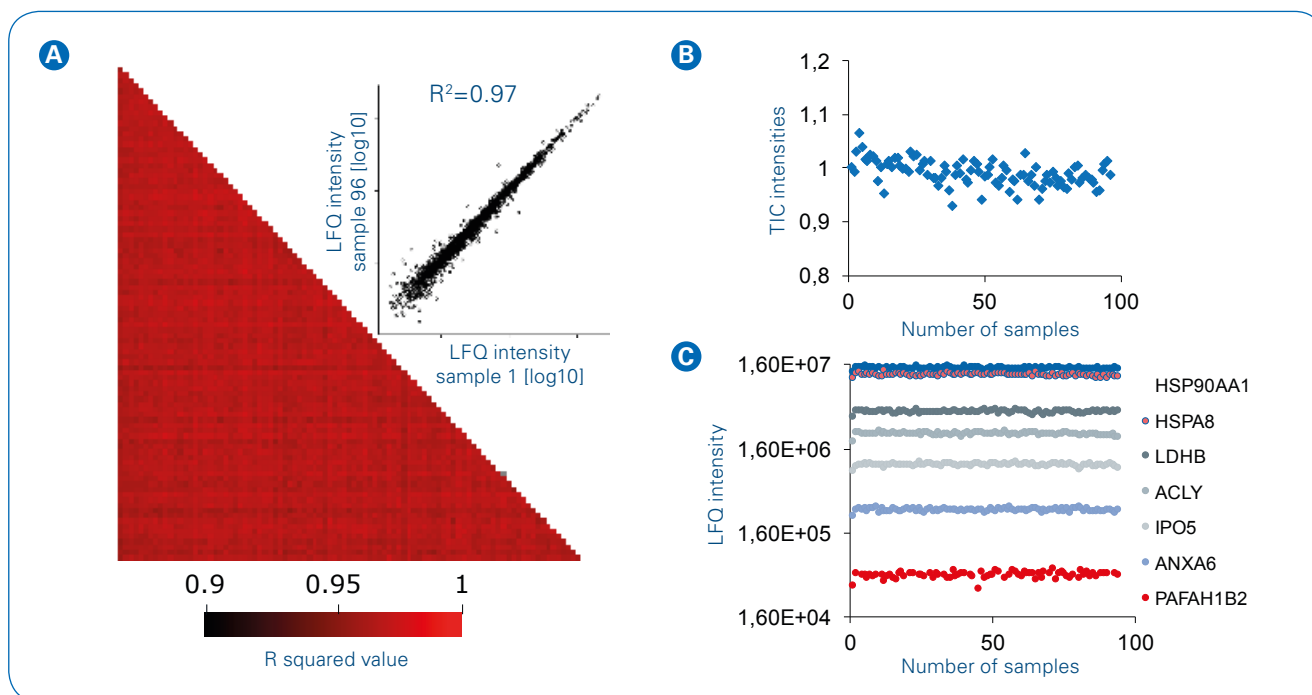 A
R²=0.97
LFQ intensity
sample 96 [log10]
LFQ intensity
sample 1 [log10]
0.9 0.95 1
R squared value
B
1,2
1,1
1
0,9
0,8
TIC intensities
0 50 100
Number of samples
C
1,60E+07
1,60E+06
1,60E+05
1,60E+04
LFQ intensity
0 50 100
Number of samples
HSP90AA1
HSPA8
LDHB
ACLY
IPO5
ANXA6
PAFAH1B2